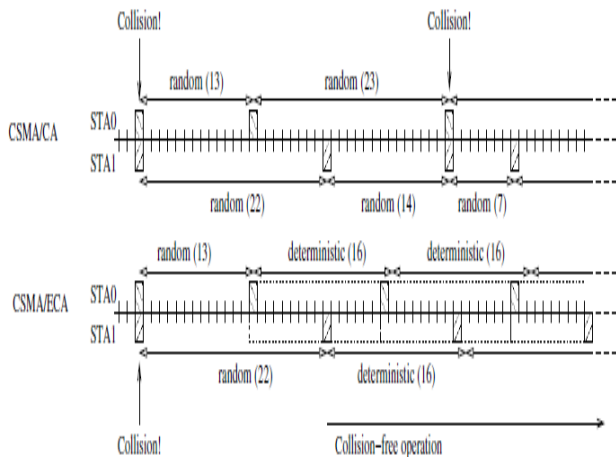 Collision!
Collision!
random (13)
random (23)
STA0
CSMA/CA
STA1
random (22)
random (14)
random (7)
random (13)
deterministic (16)
deterministic (16)
STA0
CSMA/ECA
STA1
random (22)
deterministic (16)
Collision!
Collision-free operation